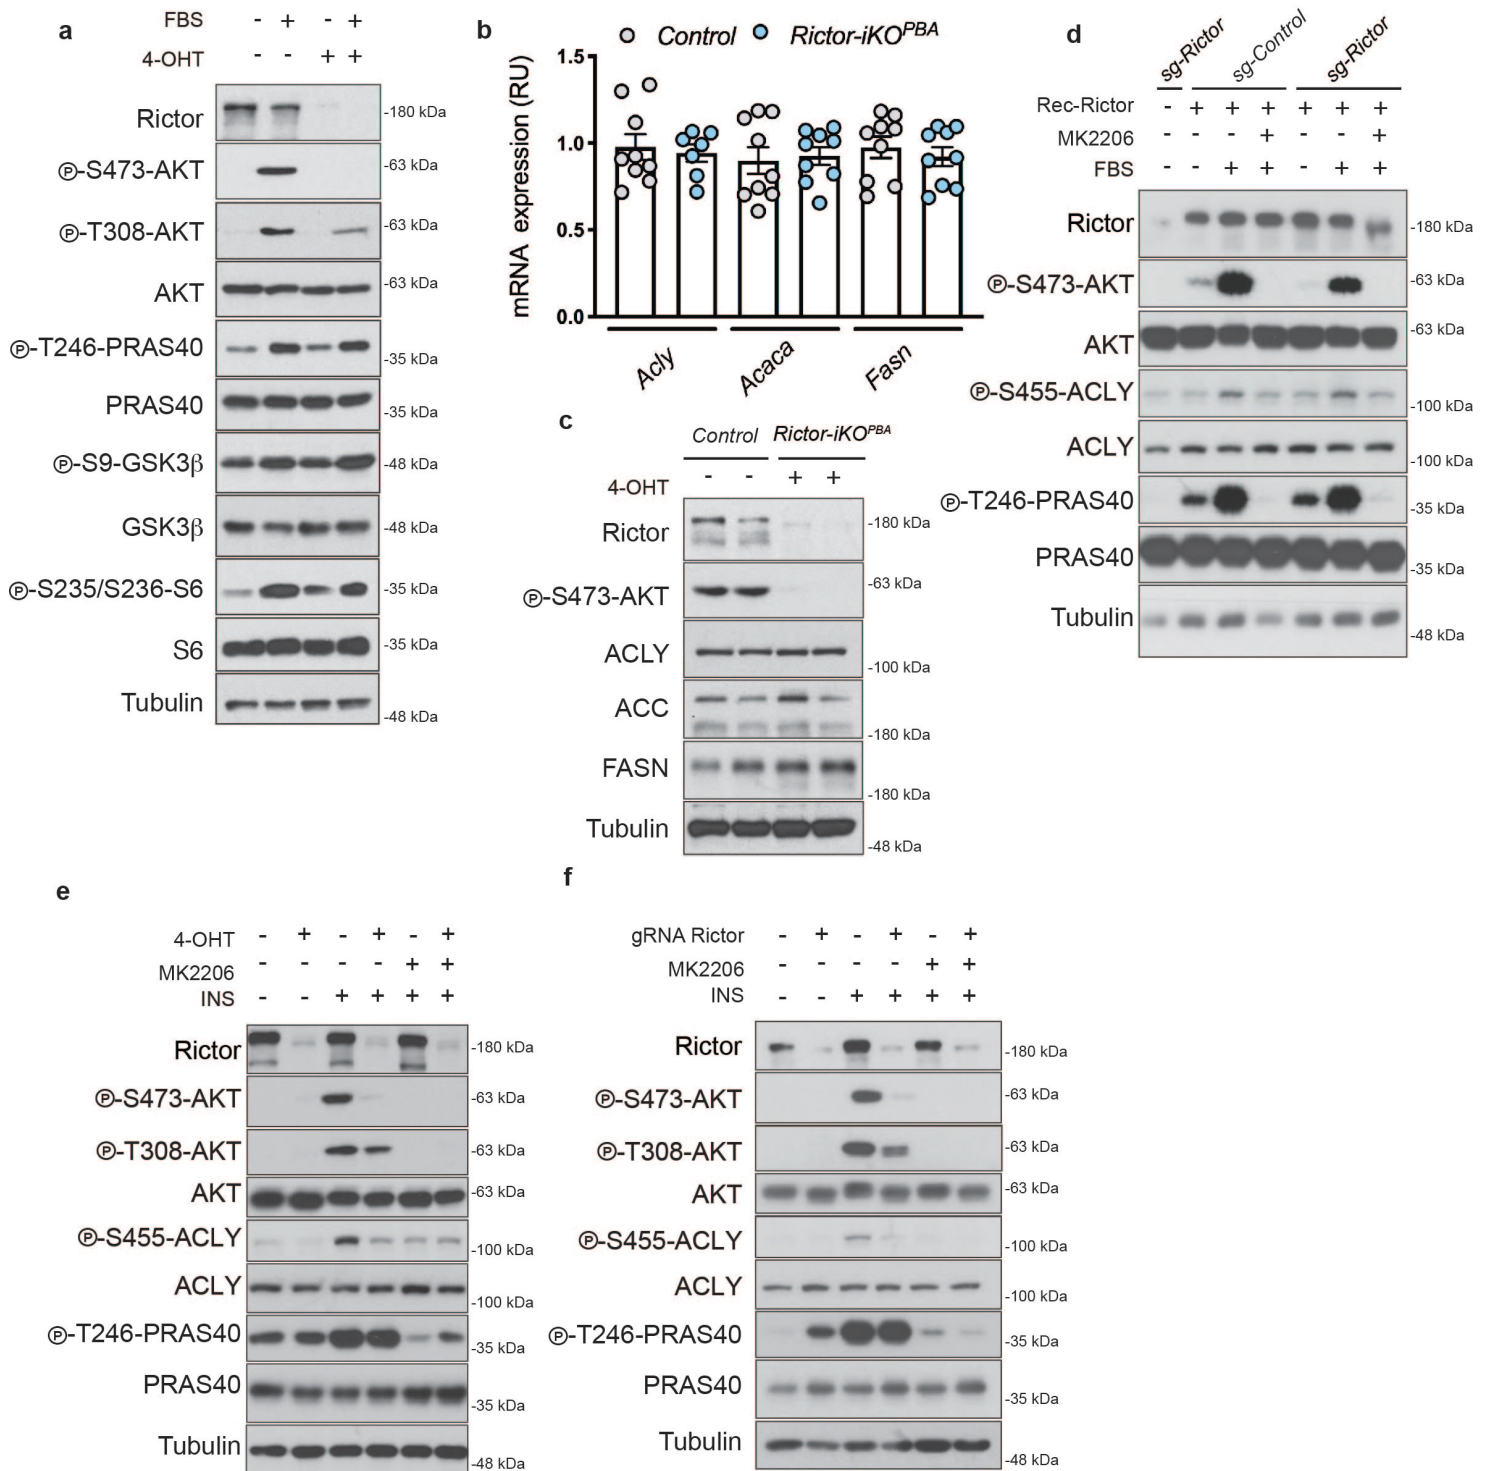 a
FBS - + - +
4-OHT - - + +
Rictor -180 kDa
Ⓟ-S473-AKT -63 kDa
Ⓟ-T308-AKT -63 kDa
AKT -63 kDa
Ⓟ-T246-PRAS40 -35 kDa
PRAS40 -35 kDa
Ⓟ-S9-GSK3β -48 kDa
GSK3β -48 kDa
Ⓟ-S235/S236-S6 -35 kDa
S6 -35 kDa
Tubulin -48 kDa
b
Control Rictor-iKO^PBA
mRNA expression (RU)
1.5
1.0
0.5
0.0
Acly Acaca Fasn
c
Control Rictor-iKO^PBA
4-OHT - - + +
Rictor -180 kDa
Ⓟ-S473-AKT -63 kDa
ACLY -100 kDa
ACC -180 kDa
FASN -180 kDa
Tubulin -48 kDa
d
sg-Rictor sg-Control sg-Rictor
Rec-Rictor - + + + + + +
MK2206 - - - + - - +
FBS - - + + - + +
Rictor -180 kDa
Ⓟ-S473-AKT -63 kDa
AKT -63 kDa
Ⓟ-S455-ACLY -100 kDa
ACLY -100 kDa
Ⓟ-T246-PRAS40 -35 kDa
PRAS40 -35 kDa
Tubulin -48 kDa
e
4-OHT - + - + - +
MK2206 - - - - + +
INS - - + + + +
Rictor -180 kDa
Ⓟ-S473-AKT -63 kDa
Ⓟ-T308-AKT -63 kDa
AKT -63 kDa
Ⓟ-S455-ACLY -100 kDa
ACLY -100 kDa
Ⓟ-T246-PRAS40 -35 kDa
PRAS40 -35 kDa
Tubulin -48 kDa
f
gRNA Rictor - + - + - +
MK2206 - - - - + +
INS - - + + + +
Rictor -180 kDa
Ⓟ-S473-AKT -63 kDa
Ⓟ-T308-AKT -63 kDa
AKT -63 kDa
Ⓟ-S455-ACLY -100 kDa
ACLY -100 kDa
Ⓟ-T246-PRAS40 -35 kDa
PRAS40 -35 kDa
Tubulin -48 kDa